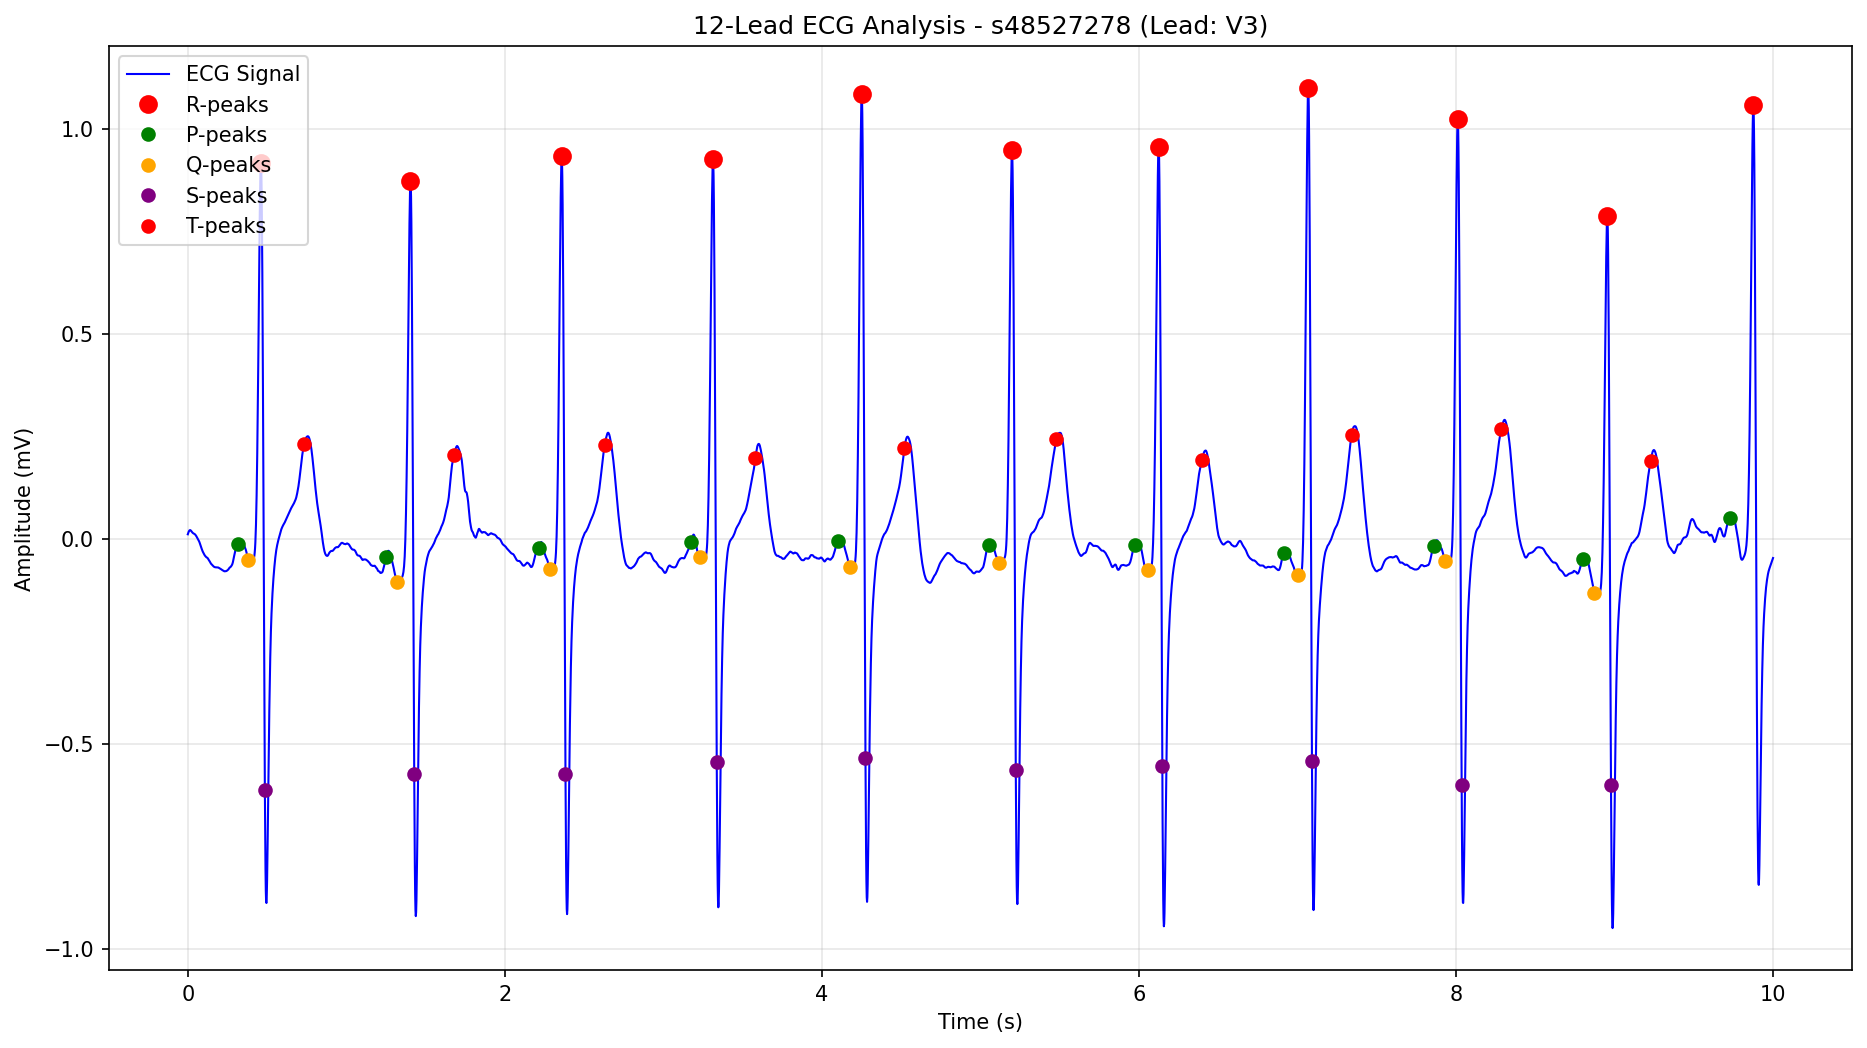 12-Lead ECG Analysis - s48527278 (Lead: V3)
ECG Signal
R-peaks
P-peaks
Q-peaks
S-peaks
T-peaks
Amplitude (mV)
1.0
0.5
0.0
−0.5
−1.0
0
2
4
6
8
10
Time (s)